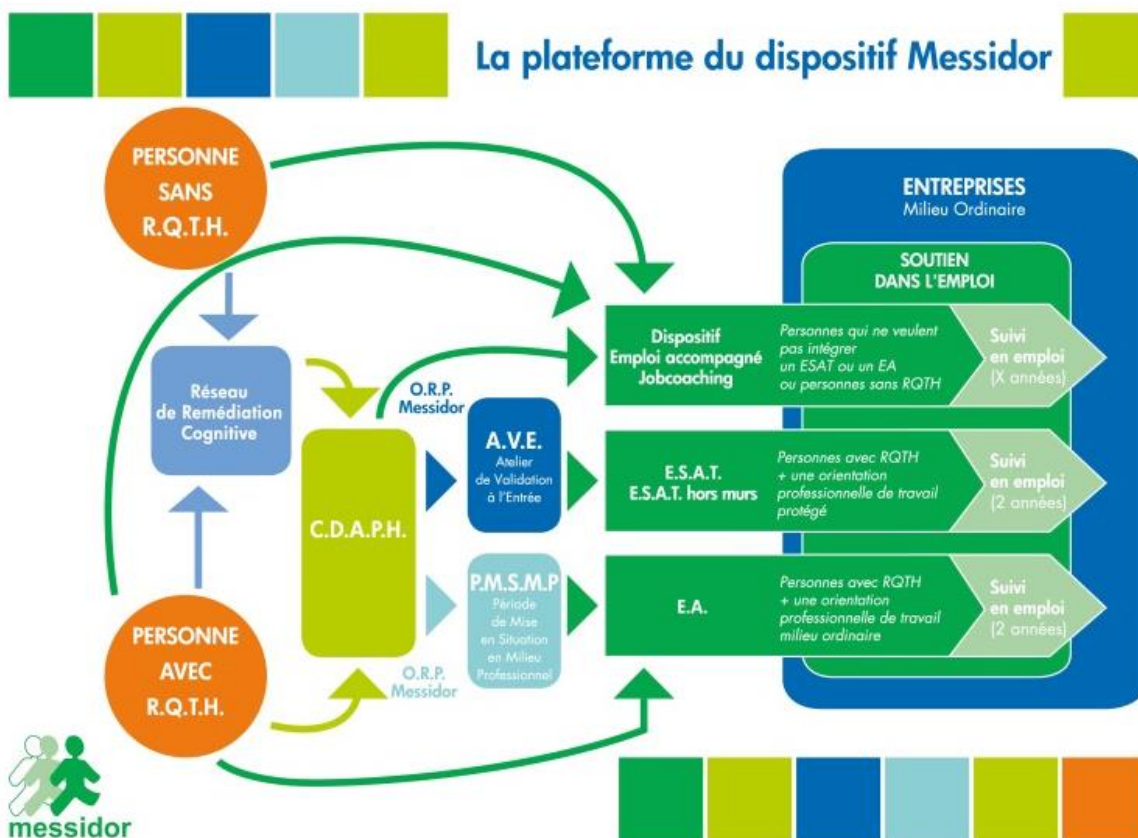 La plateforme du dispositif Messidor
PERSONNE
SANS
R.Q.T.H.
ENTREPRISES
Milieu Ordinaire
SOUTIEN
DANS L'EMPLOI
Dispositif
Emploi accompagné
Jobcoaching
Personnes qui ne veulent
pas intégrer
un ESAT ou un EA
ou personnes sans RQTH
Suivi
en emploi
(X années)
Réseau
de Remédiation
Cognitive
O.R.P.
Messidor
C.D.A.P.H.
A.V.E.
Atelier
de Validation
à l'Entrée
E.S.A.T.
E.S.A.T. hors murs
Personnes avec RQTH
+ une orientation
professionnelle de travail
protégé
Suivi
en emploi
(2 années)
P.M.S.M.P
Période
de Mise
en Situation
en Milieu
Professionnel
E.A.
Personnes avec RQTH
+ une orientation
professionnelle de travail
milieu ordinaire
Suivi
en emploi
(2 années)
PERSONNE
AVEC
R.Q.T.H.
O.R.P.
Messidor
messidor